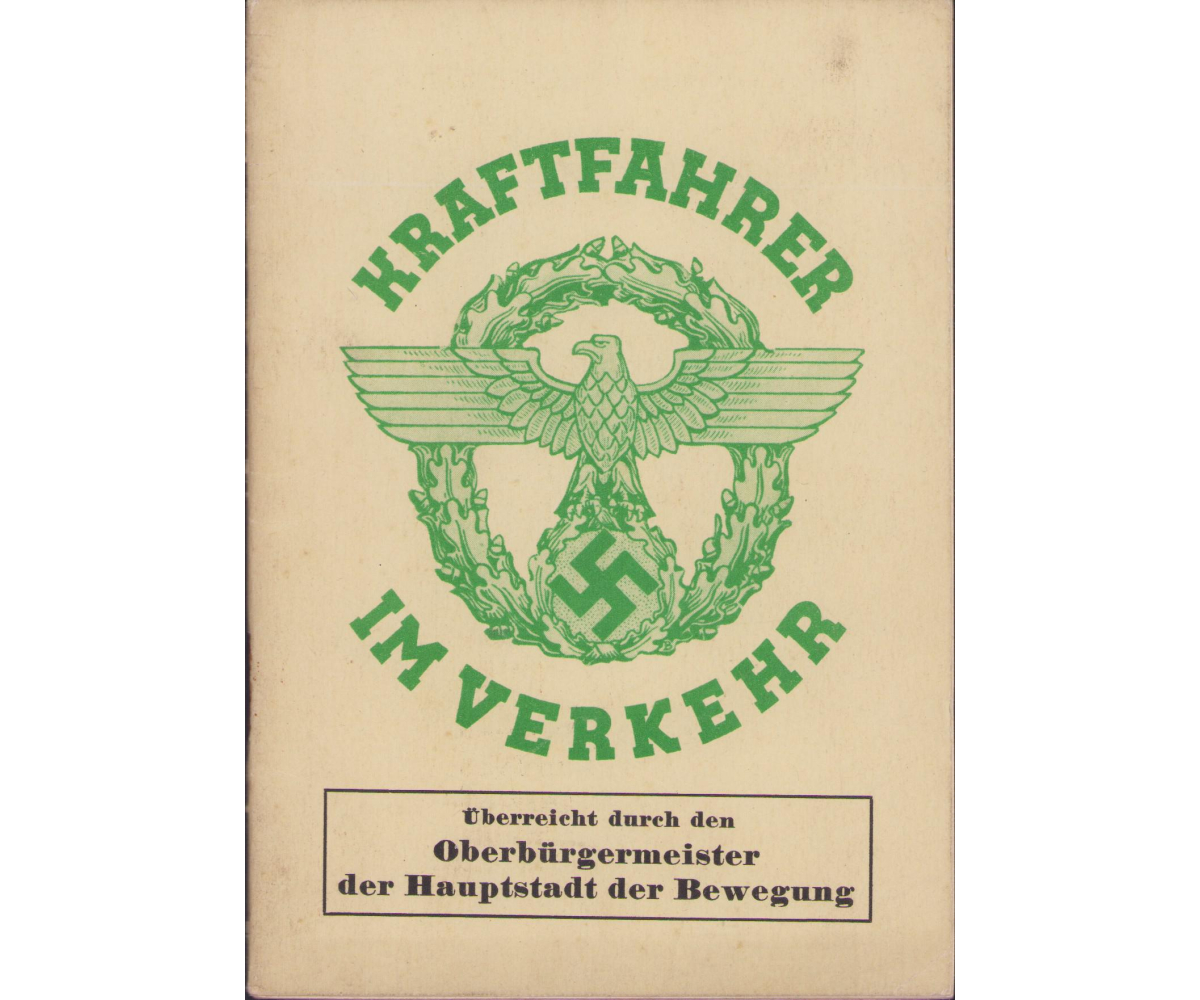 KRAFTFAHRER
IM VERKEHR
Überreicht durch den
Oberbürgermeister
der Hauptstadt der Bewegung